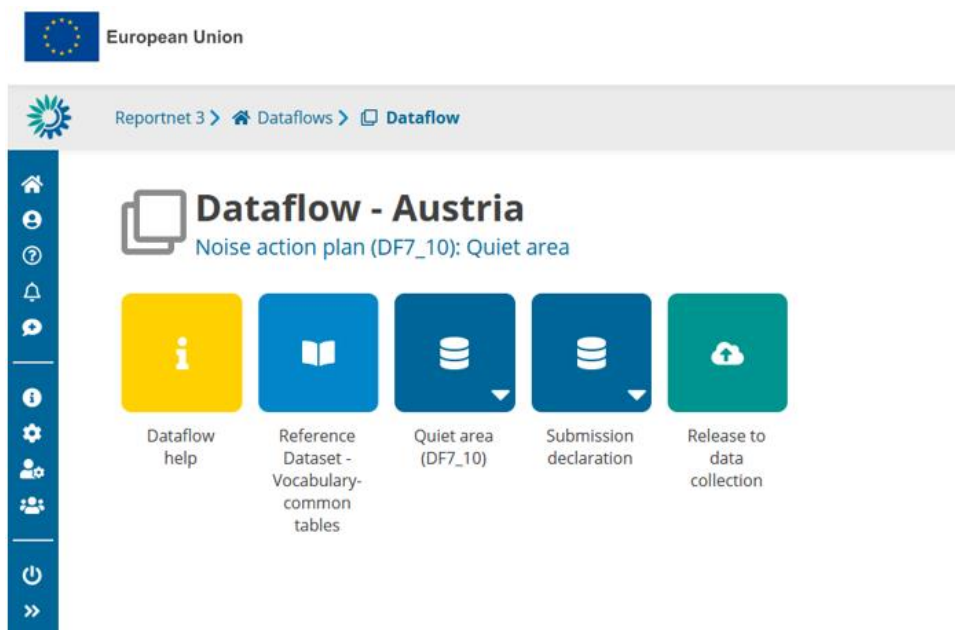 European Union
Reportnet 3 > Dataflows > Dataflow
Dataflow - Austria
Noise action plan (DF7_10): Quiet area
Dataflow
help
Reference
Dataset -
Vocabulary-
common
tables
Quiet area
(DF7_10)
Submission
declaration
Release to
data
collection